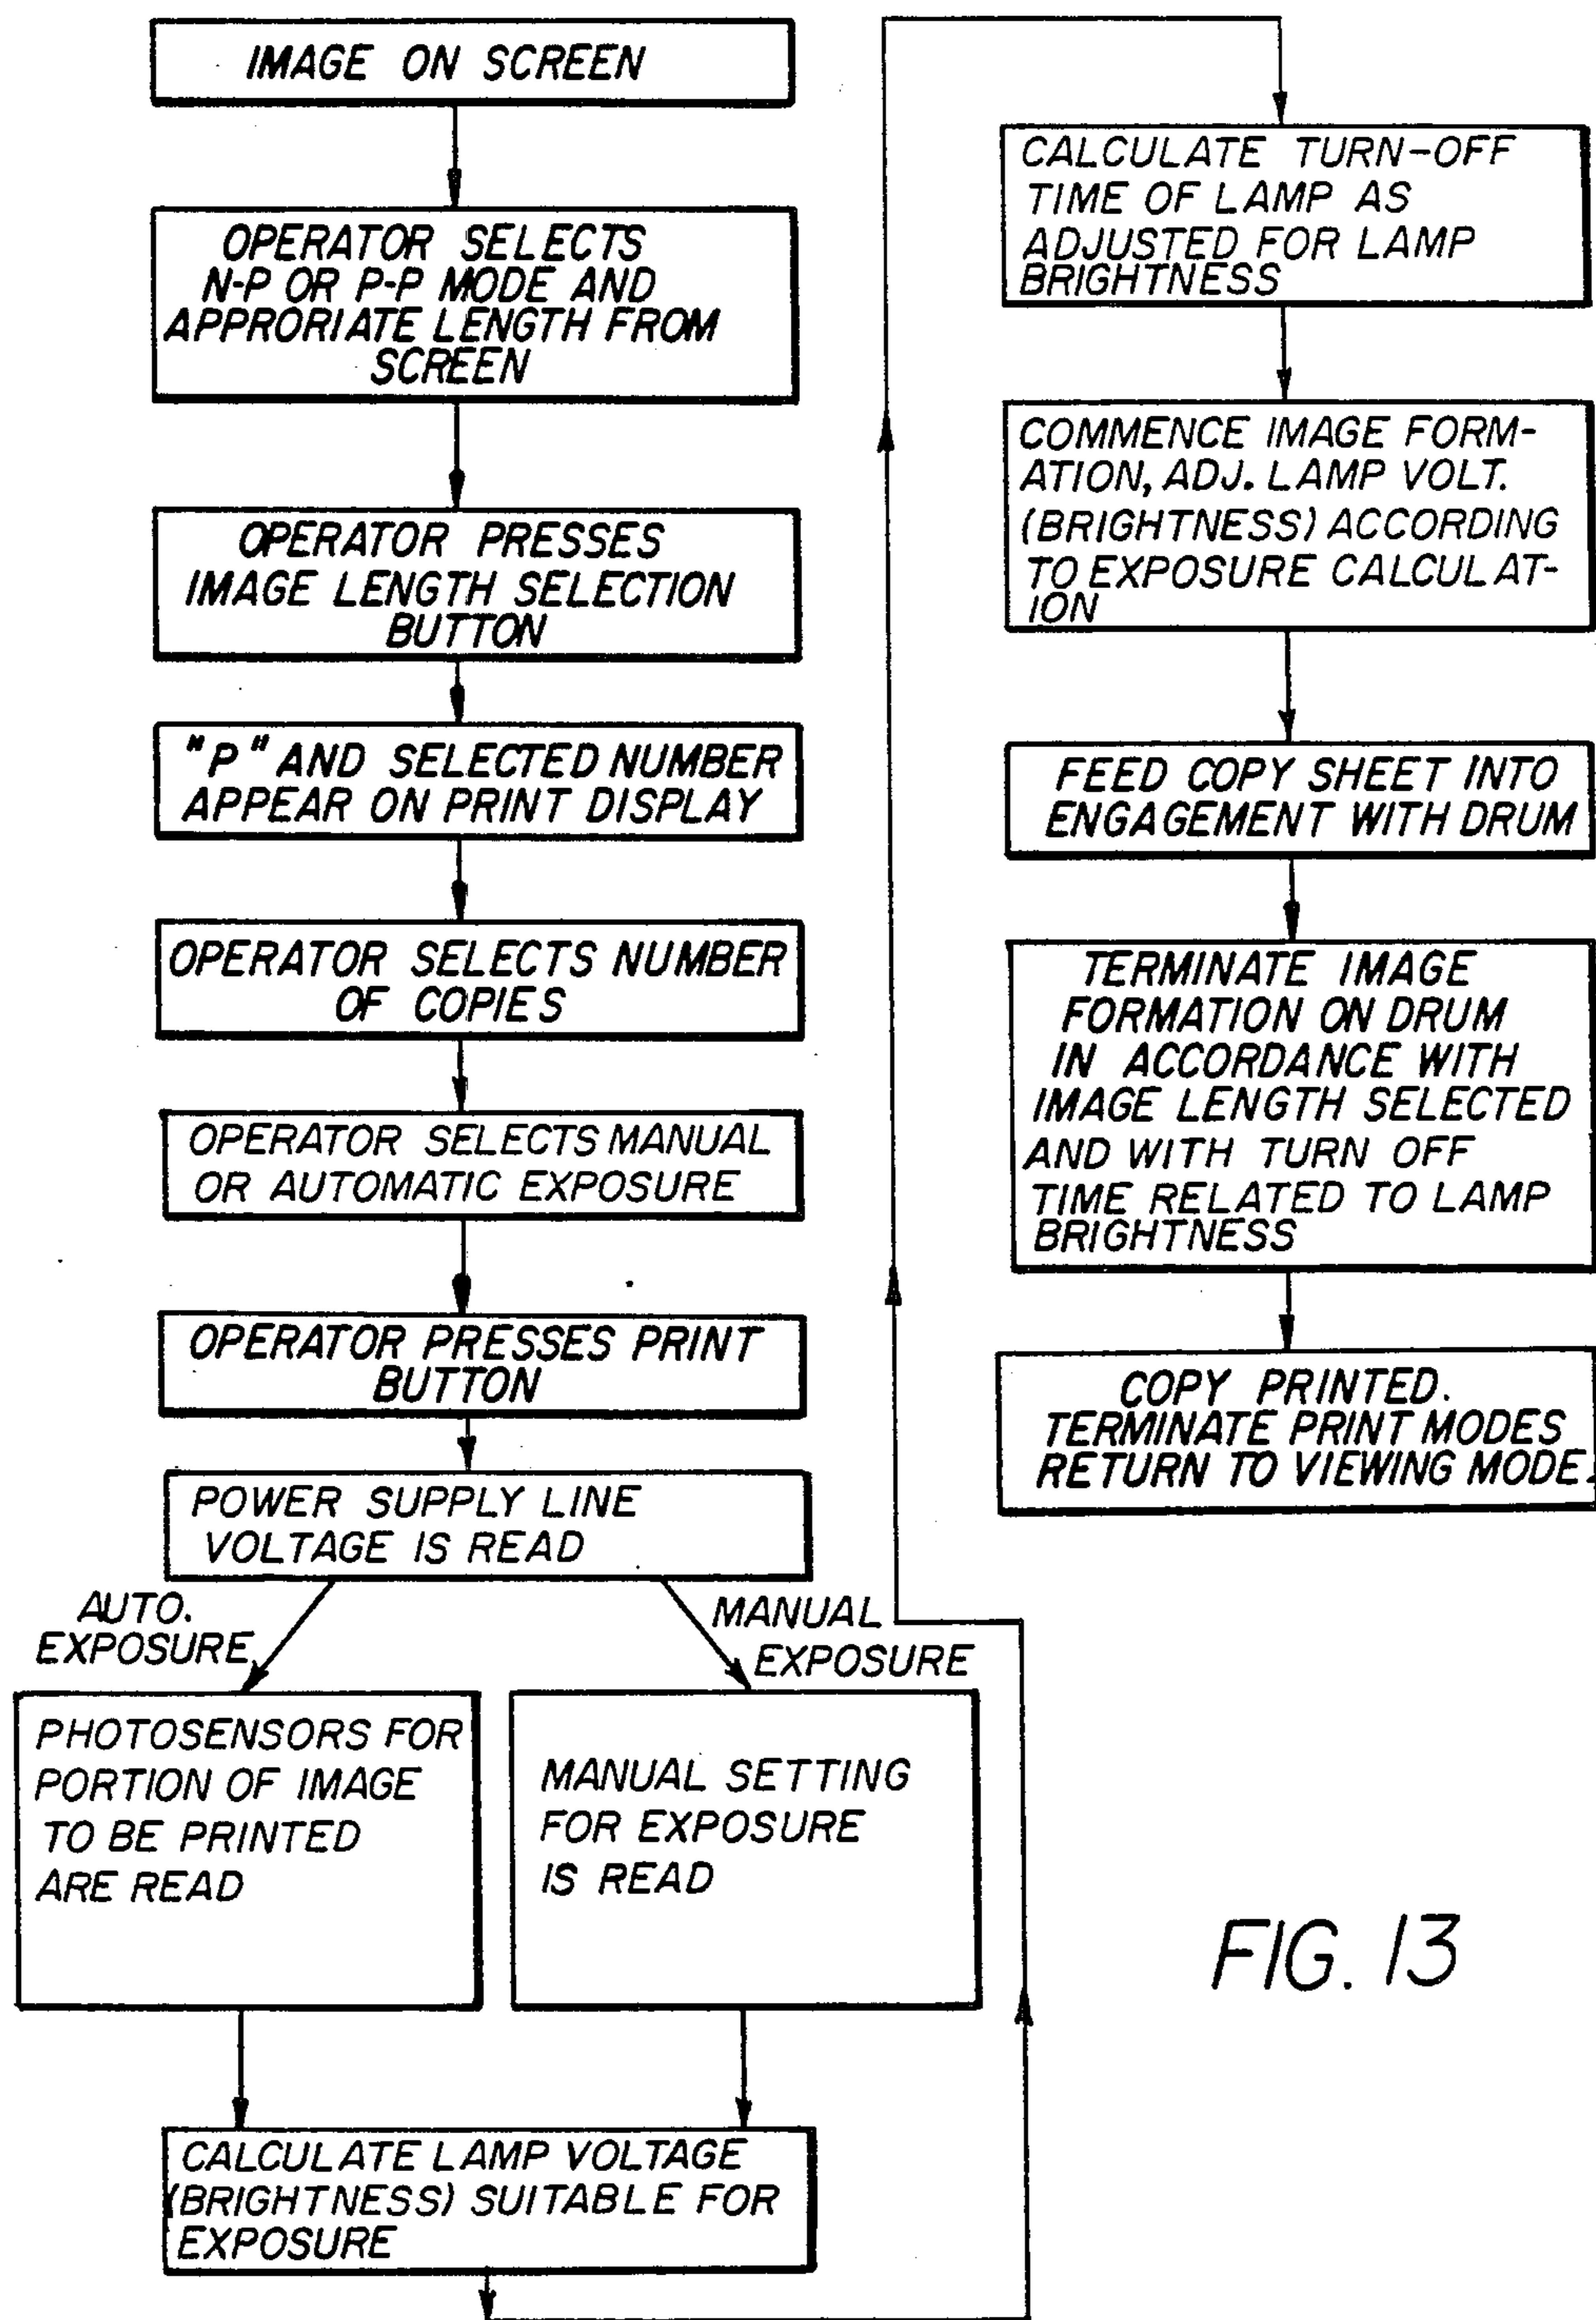 IMAGE ON SCREEN
OPERATOR SELECTS
N-P OR P-P MODE AND
APPRORIATE LENGTH FROM
SCREEN
OPERATOR PRESSES
IMAGE LENGTH SELECTION
BUTTON
"P" AND SELECTED NUMBER
APPEAR ON PRINT DISPLAY
OPERATOR SELECTS NUMBER
OF COPIES
OPERATOR SELECTS MANUAL
OR AUTOMATIC EXPOSURE
OPERATOR PRESSES PRINT
BUTTON
POWER SUPPLY LINE
VOLTAGE IS READ
AUTO.
EXPOSURE
MANUAL
EXPOSURE
PHOTOSENSORS FOR
PORTION OF IMAGE
TO BE PRINTED
ARE READ
MANUAL SETTING
FOR EXPOSURE
IS READ
CALCULATE LAMP VOLTAGE
(BRIGHTNESS) SUITABLE FOR
EXPOSURE
CALCULATE TURN-OFF
TIME OF LAMP AS
ADJUSTED FOR LAMP
BRIGHTNESS
COMMENCE IMAGE FORM-
ATION, ADJ. LAMP VOLT.
(BRIGHTNESS) ACCORDING
TO EXPOSURE CALCULAT-
ION
FEED COPY SHEET INTO
ENGAGEMENT WITH DRUM
TERMINATE IMAGE
FORMATION ON DRUM
IN ACCORDANCE WITH
IMAGE LENGTH SELECTED
AND WITH TURN OFF
TIME RELATED TO LAMP
BRIGHTNESS
COPY PRINTED.
TERMINATE PRINT MODES
RETURN TO VIEWING MODE.
FIG. 13